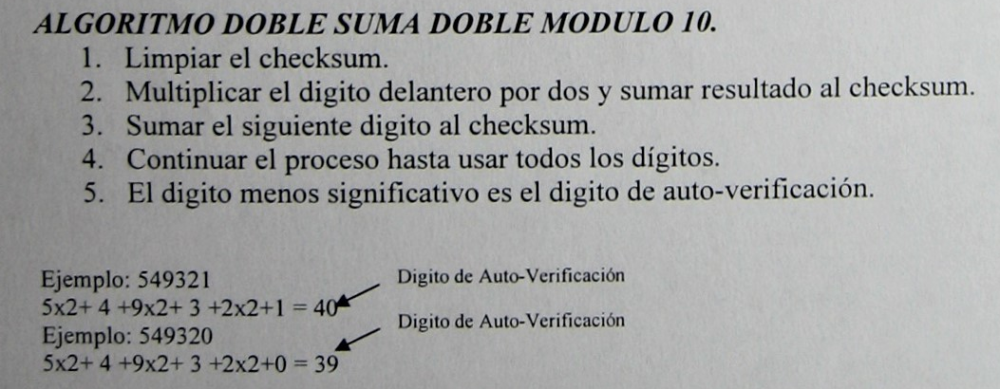 ALGORITMO DOBLE SUMA DOBLE MODULO 10.
1. Limpiar el checksum.
2. Multiplicar el digito delantero por dos y sumar resultado al checksum.
3. Sumar el siguiente digito al checksum.
4. Continuar el proceso hasta usar todos los dígitos.
5. El digito menos significativo es el digito de auto-verificación.
Ejemplo: 549321
Digito de Auto-Verificación
5x2+ 4 +9x2+ 3 +2x2+1 = 40
Ejemplo: 549320
Digito de Auto-Verificación
5x2+ 4 +9x2+ 3 +2x2+0 = 39